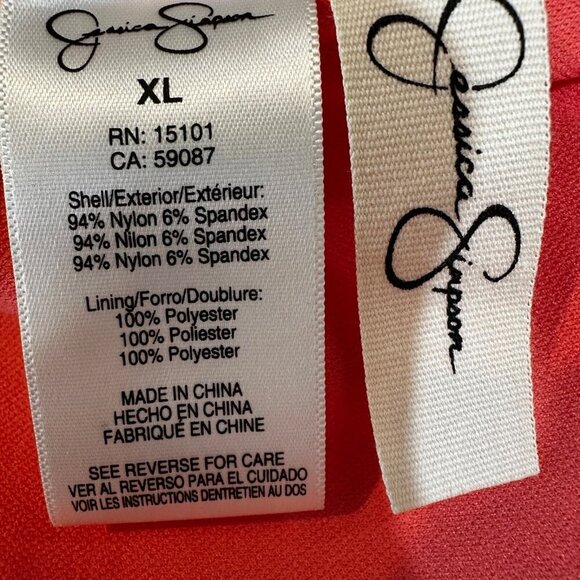 Jessica Simpson
XL
RN: 15101
CA: 59087
Shell/Exterior/Extérieur:
94% Nylon 6% Spandex
94% Nilon 6% Spandex
94% Nylon 6% Spandex
Lining/Forro/Doublure:
100% Polyester
100% Poliester
100% Polyester
MADE IN CHINA
HECHO EN CHINA
FABRIQUÉ EN CHINE
SEE REVERSE FOR CARE
VER AL REVERSO PARA EL CUIDADO
VOIR LES INSTRUCTIONS DENTRETIEN AU DOS
Jessica Simpson